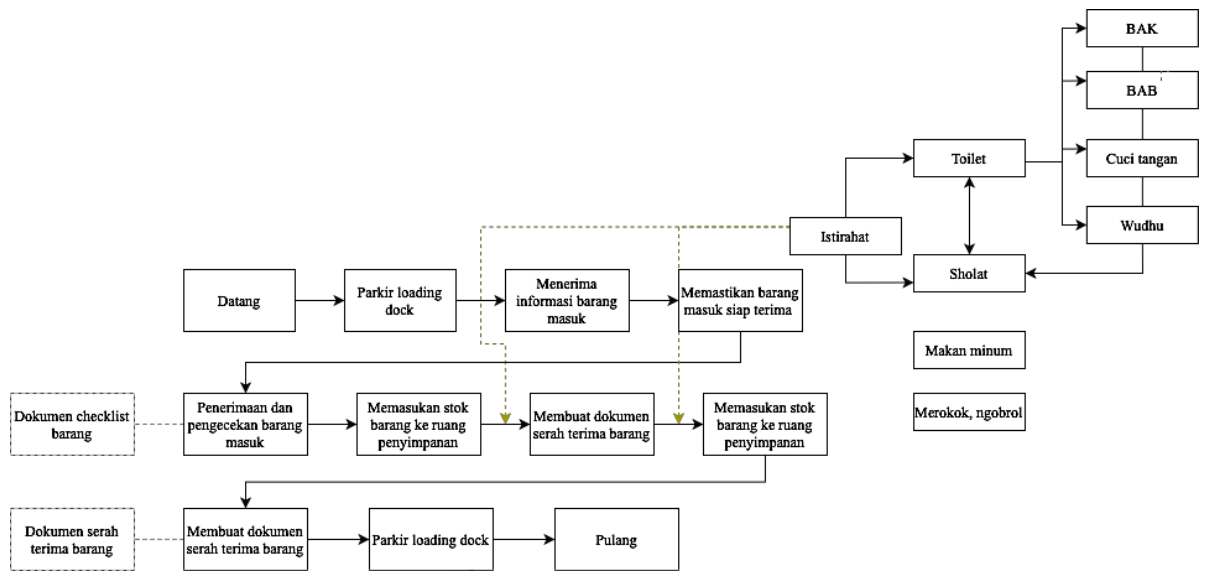 BAK
BAB
Toilet
Cuci tangan
Wudhu
Istirahat
Sholat
Datang
Parkir loading
dock
Menerima
informasi barang
masuk
Memastikan barang
masuk siap terima
Makan minum
Merokok, ngobrol
Dokumen checklist
barang
Penerimaan dan
pengecekan barang
masuk
Memasukan stok
barang ke ruang
penyimpanan
Membuat dokumen
serah terima barang
Memasukan stok
barang ke ruang
penyimpanan
Dokumen serah
terima barang
Membuat dokumen
serah terima barang
Parkir loading dock
Pulang